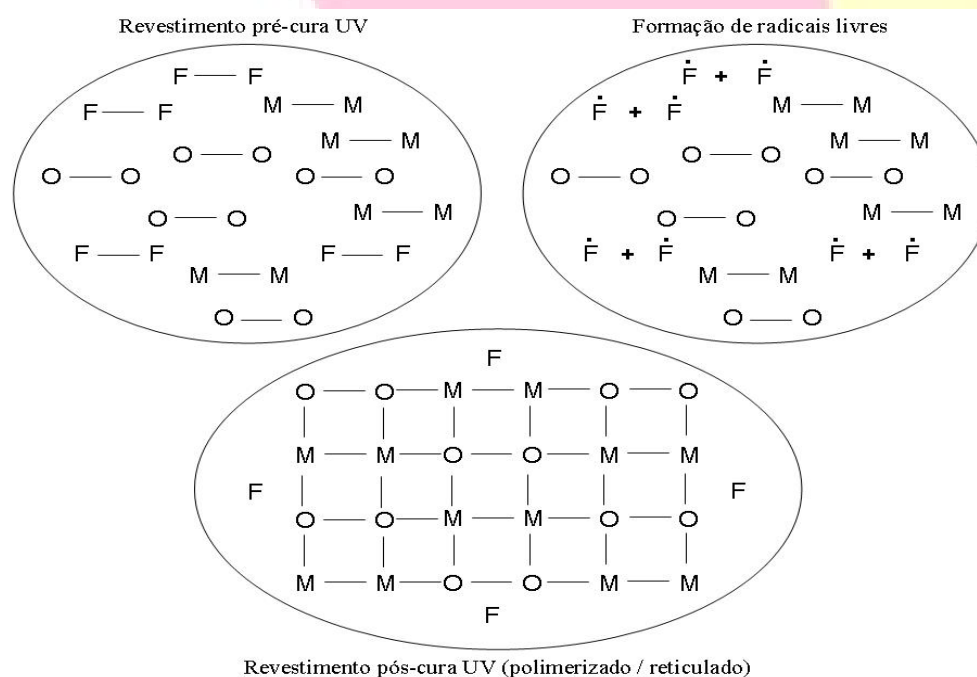 Revestimento pré-cura UV
Formação de radicais livres
F — F
Ḟ + Ḟ
F — F
M — M
Ḟ + Ḟ
M — M
M — M
M — M
O — O
O — O
O — O
O — O
O — O
O — O
M — M
M — M
O — O
O — O
F — F
F — F
Ḟ + Ḟ
Ḟ + Ḟ
M — M
M — M
O — O
O — O
F
O — O — M — M — O — O
M — M — O — O — M — M
F
F
O — O — M — M — O — O
M — M — O — O — M — M
F
Revestimento pós-cura UV (polimerizado / reticulado)